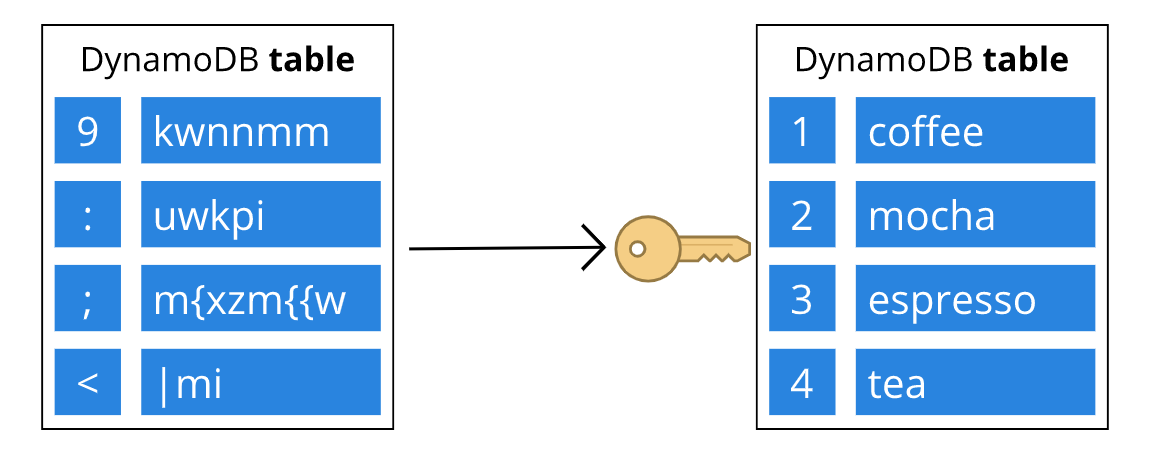 DynamoDB table
9 kwnnmm
: uwkpi
; m{xzm{{w
< |mi
DynamoDB table
1 coffee
2 mocha
3 espresso
4 tea